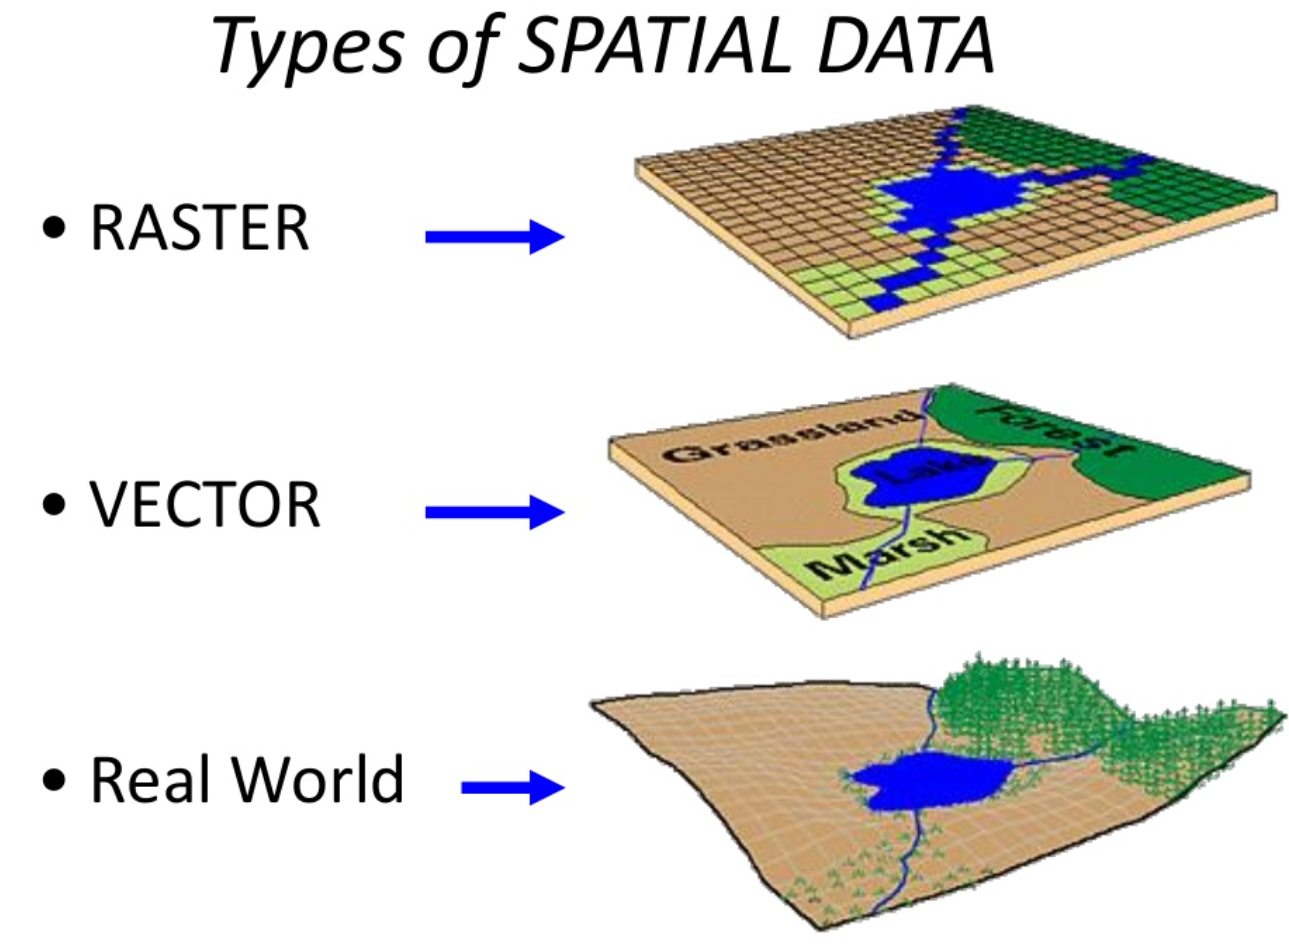 Types of SPATIAL DATA
• RASTER
Grassland
Forest
Lake
• VECTOR
Marsh
• Real World